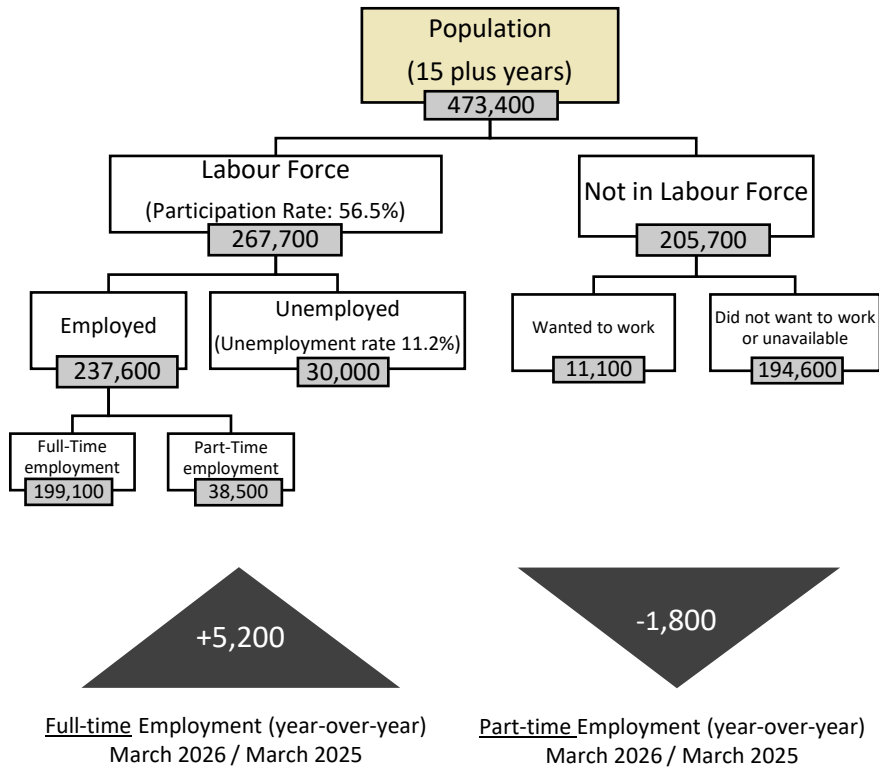 Population
(15 plus years)
473,400
Labour Force
(Participation Rate: 56.5%)
267,700
Not in Labour Force
205,700
Employed
237,600
Unemployed
(Unemployment rate 11.2%)
30,000
Wanted to work
11,100
Did not want to work
or unavailable
194,600
Full-Time
employment
199,100
Part-Time
employment
38,500
+5,200
-1,800
Full-time Employment (year-over-year)
March 2026 / March 2025
Part-time Employment (year-over-year)
March 2026 / March 2025